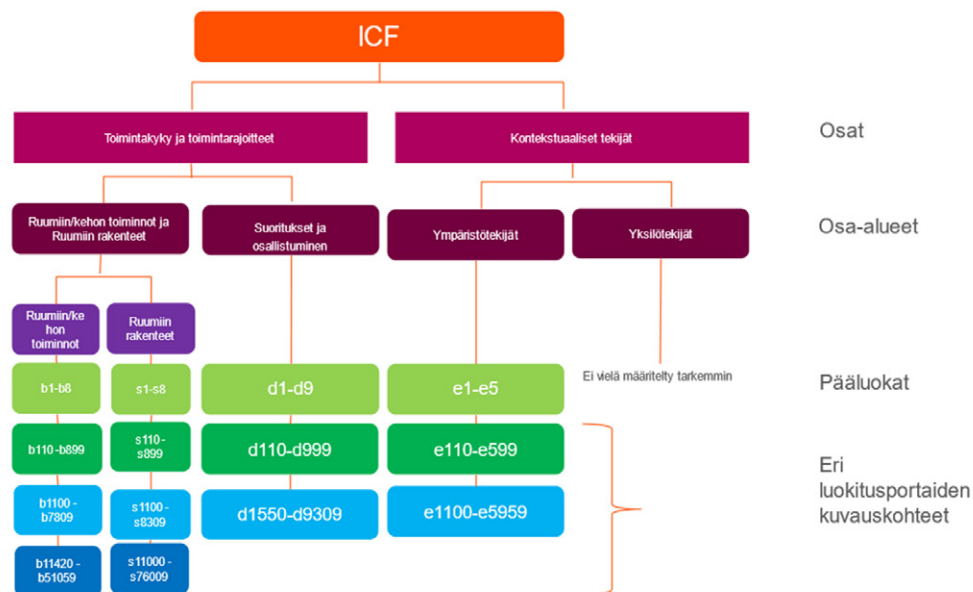 ICF
Toimintakyky ja toimintarajoitteet
Kontekstuaaliset tekijät
Osat
Ruumiin/kehon toiminnot ja
Ruumiin rakenteet
Suoritukset ja
osallistuminen
Ympäristötekijät
Yksilötekijät
Osa-alueet
Ruumiin/ke
hon
toiminnot
Ruumiin
rakenteet
b1-b8
s1-s8
d1-d9
e1-e5
Ei vielä määritelty tarkemmin
Pääluokat
b110-b899
s110-
s899
d110-d999
e110-e599
Eri
luokitusportaiden
kuvauskohteet
b1100 -
b7809
s1100-
s8309
d1550-d9309
e1100-e5959
b11420 -
b51059
s11000 -
s76009